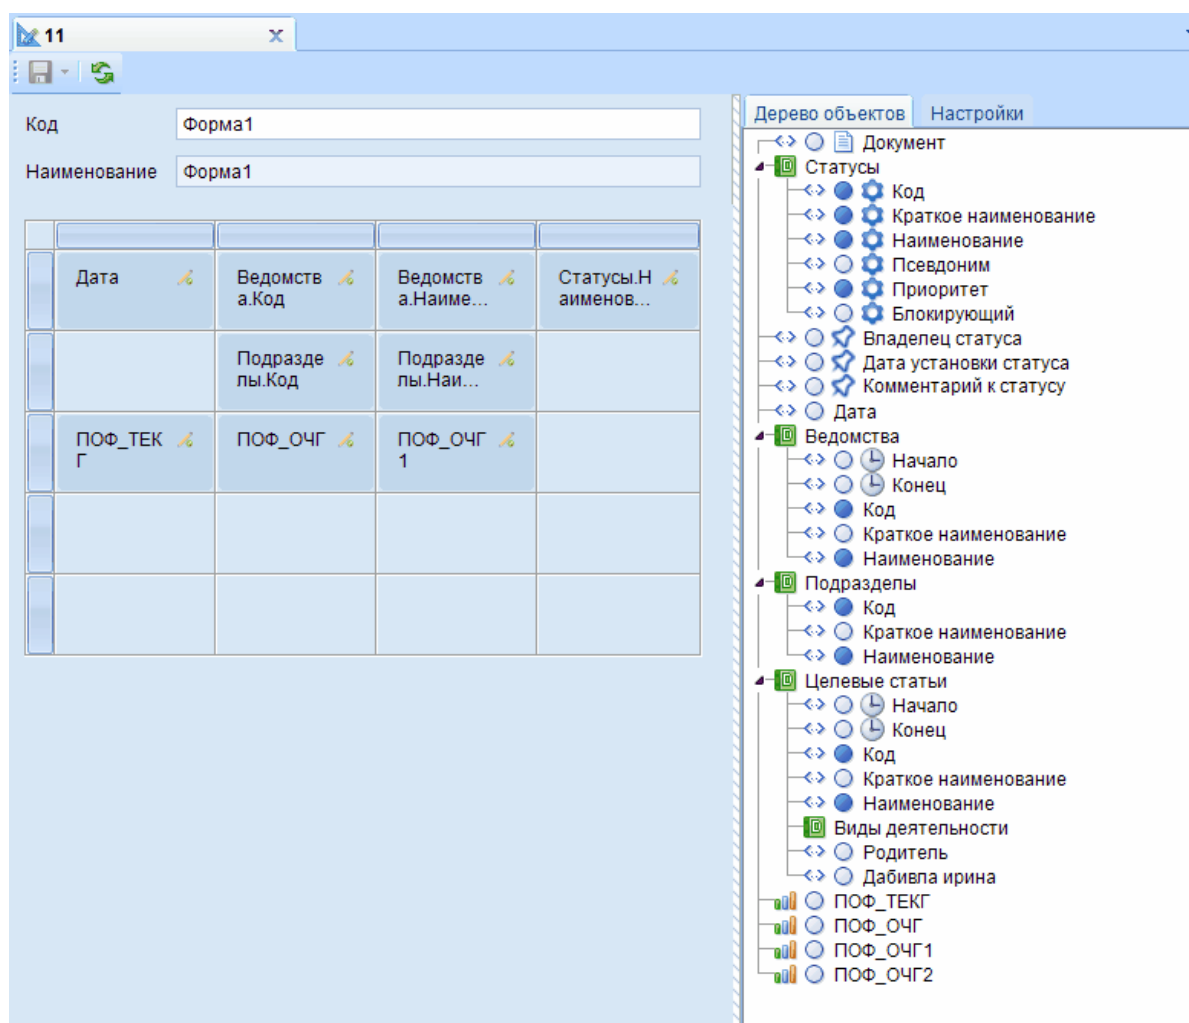 11
Код
Форма1
Наименование
Форма1
Дата
Ведомств
а.Код
Ведомств
а.Наиме...
Статусы.Н
аименов...
Подразде
лы.Код
Подразде
лы.Наи...
ПОФ_ТЕК
Г
ПОФ_ОЧГ
ПОФ_ОЧГ
1
Дерево объектов
Настройки
Документ
Статусы
Код
Краткое наименование
Наименование
Псевдоним
Приоритет
Блокирующий
Владелец статуса
Дата установки статуса
Комментарий к статусу
Дата
Ведомства
Начало
Конец
Код
Краткое наименование
Наименование
Подразделы
Код
Краткое наименование
Наименование
Целевые статьи
Начало
Конец
Код
Краткое наименование
Наименование
Виды деятельности
Родитель
Дабивла ирина
ПОФ_ТЕКГ
ПОФ_ОЧГ
ПОФ_ОЧГ1
ПОФ_ОЧГ2